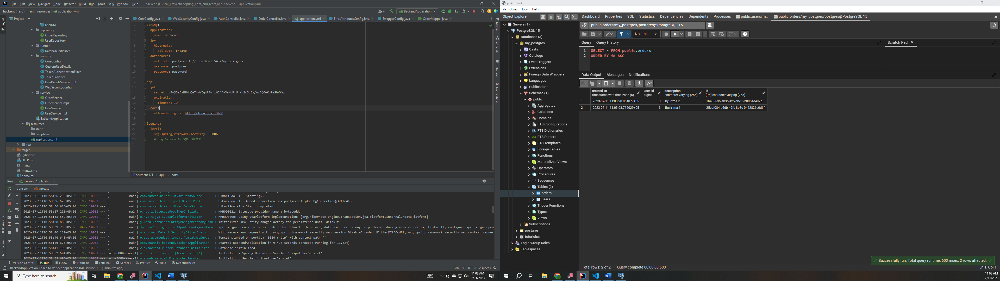 File Edit View Navigate Code Refactor Build Run Tools VCS Window Help backend [E:\Real_proyectlar\spring_boot_and_react_app\backend] - application.yml
backend src main resources application.yml
BackendApplication
Project
CorsConfig.java WebSecurityConfig.java AuthController.java OrderController.java application.yml ErrorAttributesConfig.java SwaggerConfig.java OrderMapper.java
Project
Bookmarks
Structure
UserDto
repository
OrderRepository
UserRepository
runner
DatabaseInitializer
security
CorsConfig
CustomUserDetails
TokenAuthenticationFilter
TokenProvider
UserDetailsServiceImpl
WebSecurityConfig
service
OrderService
OrderServiceImpl
UserService
UserServiceImpl
BackendApplication
resources
static
templates
application.yml
test
target
.gitignore
HELP.md
mvnw
mvnw.cmd
pom.xml
1 spring:
2 application:
3 name: backend
4 jpa:
5 hibernate:
6 ddl-auto: create
7 datasource:
8 url: jdbc:postgresql://localhost:5432/my_postgres
9 username: postgres
10 password: password
11
12 app:
13 jwt:
14 secret: v9y$B&E)H@MbQeThWmZq4t7w!z%C*F-JaNdRfUjXn2r5u8x/A?D(G+KbPeShVkYp
15 expiration:
16 minutes: 10
17 cors:
18 allowed-origins: http://localhost:3000
19
20 logging:
21 level:
22 org.springframework.security: DEBUG
23 # org.hibernate.SQL: DEBUG
24
Document 1/1 app: cors:
Maven
Endpoints
Database
Notifications
Run: BackendApplication
Console Actuator
2023-07-11T10:58:36.298+05:00 INFO 10052 --- [ main] com.zaxxer.hikari.HikariDataSource : HikariPool-1 - Starting...
2023-07-11T10:58:36.623+05:00 INFO 10052 --- [ main] com.zaxxer.hikari.pool.HikariPool : HikariPool-1 - Added connection org.postgresql.jdbc.PgConnection@37ffe4f3
2023-07-11T10:58:36.625+05:00 INFO 10052 --- [ main] com.zaxxer.hikari.HikariDataSource : HikariPool-1 - Start completed.
2023-07-11T10:58:37.211+05:00 INFO 10052 --- [ main] o.h.b.i.BytecodeProviderInitiator : HHH000021: Bytecode provider name : bytebuddy
2023-07-11T10:58:38.559+05:00 INFO 10052 --- [ main] o.h.e.t.j.p.i.JtaPlatformInitiator : HHH000490: Using JtaPlatform implementation: [org.hibernate.engine.transaction.jta.platform.internal.NoJtaPlatform]
2023-07-11T10:58:38.885+05:00 INFO 10052 --- [ main] j.LocalContainerEntityManagerFactoryBean : Initialized JPA EntityManagerFactory for persistence unit 'default'
2023-07-11T10:58:39.755+05:00 WARN 10052 --- [ main] JpaBaseConfiguration$JpaWebConfiguration : spring.jpa.open-in-view is enabled by default. Therefore, database queries may be performed during view rendering. Explicitly configure spring.jpa.open
2023-07-11T10:58:40.121+05:00 INFO 10052 --- [ main] o.s.s.web.DefaultSecurityFilterChain : Will secure any request with [org.springframework.security.web.session.DisableEncodeUrlFilter@7f36cd8f, org.springframework.security.web.context.request
2023-07-11T10:58:40.645+05:00 INFO 10052 --- [ main] o.s.b.w.embedded.tomcat.TomcatWebServer : Tomcat started on port(s): 8080 (http) with context path ''
2023-07-11T10:58:40.673+05:00 INFO 10052 --- [ main] com.example.backend.BackendApplication : Started BackendApplication in 9.426 seconds (process running for 11.324)
2023-07-11T10:58:41.190+05:00 INFO 10052 --- [ main] c.e.backend.runner.DatabaseInitializer : Database initialized
2023-07-11T10:58:52.601+05:00 INFO 10052 --- [nio-8080-exec-1] o.a.c.c.C.[Tomcat].[localhost].[/] : Initializing Spring DispatcherServlet 'dispatcherServlet'
2023-07-11T10:58:52.603+05:00 INFO 10052 --- [nio-8080-exec-1] o.s.web.servlet.DispatcherServlet : Initializing Servlet 'dispatcherServlet'
Version Control Run TODO Problems Terminal Services Profiler Build Dependencies
BackendApplication: Failed to retrieve application JMX service URL (9 minutes ago) 17:8 LF UTF-8 2 spaces
Type here to search
11:08 AM
7/11/2023
pgAdmin 4
File Object Tools Help
Object Explorer
Dashboard Properties SQL Statistics Dependencies Dependents Processes public.users/m... public.orders/my_postgres/postgres@PostgreSQL 15
Servers (1)
PostgreSQL 15
Databases (3)
my_postgres
Casts
Catalogs
Event Triggers
Extensions
Foreign Data Wrappers
Languages
Publications
Schemas (1)
public
Aggregates
Collations
Domains
FTS Configurations
FTS Dictionaries
FTS Parsers
FTS Templates
Foreign Tables
Functions
Materialized Views
Operators
Procedures
Sequences
Tables (2)
orders
users
Trigger Functions
Types
Views
Subscriptions
postgres
tutoriolss
Login/Group Roles
Tablespaces
public.orders/my_postgres/postgres@PostgreSQL 15
No limit
Query Query History
Scratch Pad
1 SELECT * FROM public.orders
2 ORDER BY id ASC
Data Output Messages Notifications
created_at user_id description id
timestamp with time zone (6) bigint character varying (255) [PK] character varying (255)
1 2023-07-11 11:03:20.851877+05 3 Byurtma 2 1b43559b-ab35-4ff7-9515-b8854d497b...
2 2023-07-11 11:03:08.716029+05 3 Buyirtma 1 25ecf084-d6db-49fc-8b3c-0462826c0d6f
Successfully run. Total query runtime: 603 msec. 2 rows affected.
Total rows: 2 of 2 Query complete 00:00:00.603 Ln 1, Col 1
11:08 AM
7/11/202